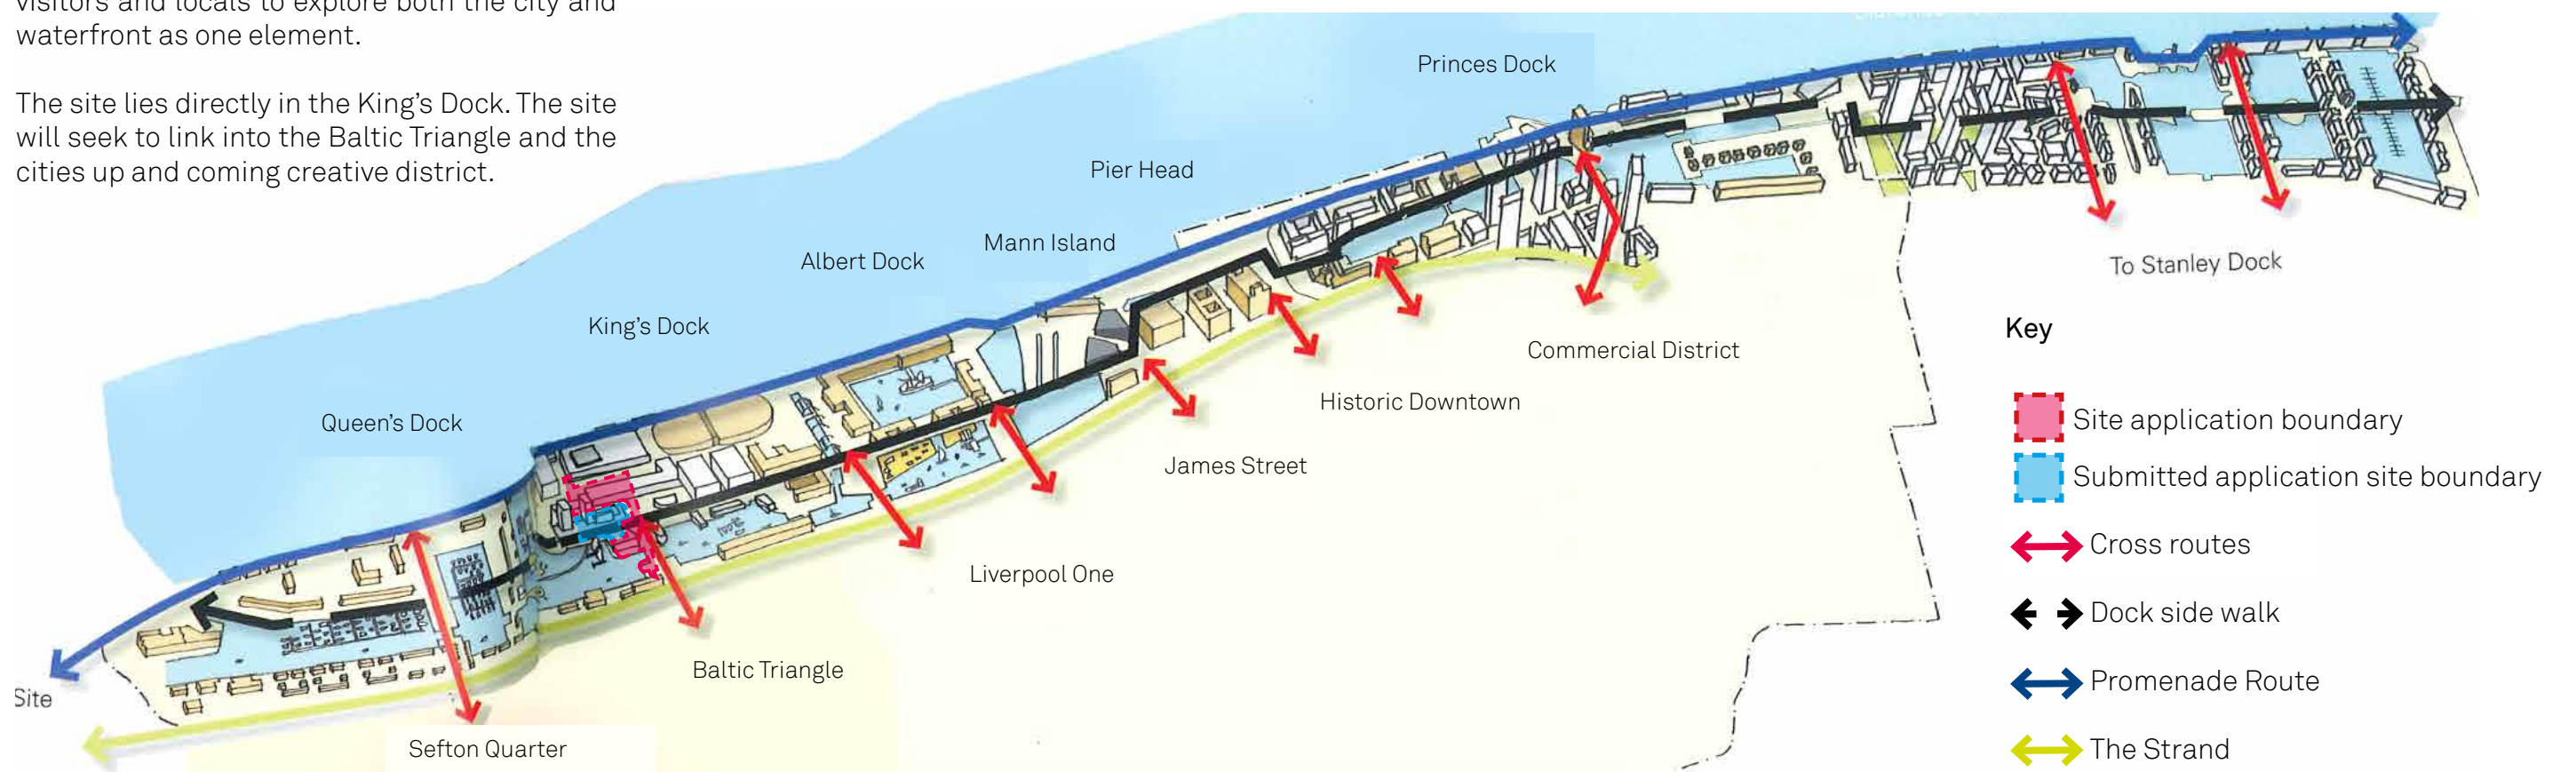 visitors and locals to explore both the city and
waterfront as one element.
The site lies directly in the King's Dock. The site
will seek to link into the Baltic Triangle and the
cities up and coming creative district.
Princes Dock
Pier Head
Mann Island
Albert Dock
King's Dock
Queen's Dock
To Stanley Dock
Commercial District
Historic Downtown
James Street
Liverpool One
Baltic Triangle
Sefton Quarter
Site
Key
Site application boundary
Submitted application site boundary
Cross routes
Dock side walk
Promenade Route
The Strand